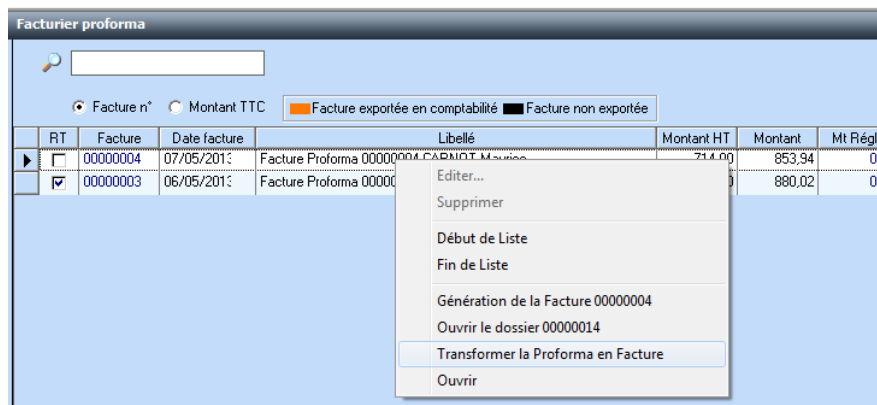 Facturier proforma
Facture n° Montant TTC Facture exportée en comptabilité Facture non exportée
RT Facture Date facture Libellé Montant HT Montant Mt Régl
00000004 07/05/2013 Facture Proforma 00000004 CARNOT Maurice 714,00 853,94 0
00000003 06/05/2013 Facture Proforma 880,02 0
Editer...
Supprimer
Début de Liste
Fin de Liste
Génération de la Facture 00000004
Ouvrir le dossier 00000014
Transformer la Proforma en Facture
Ouvrir